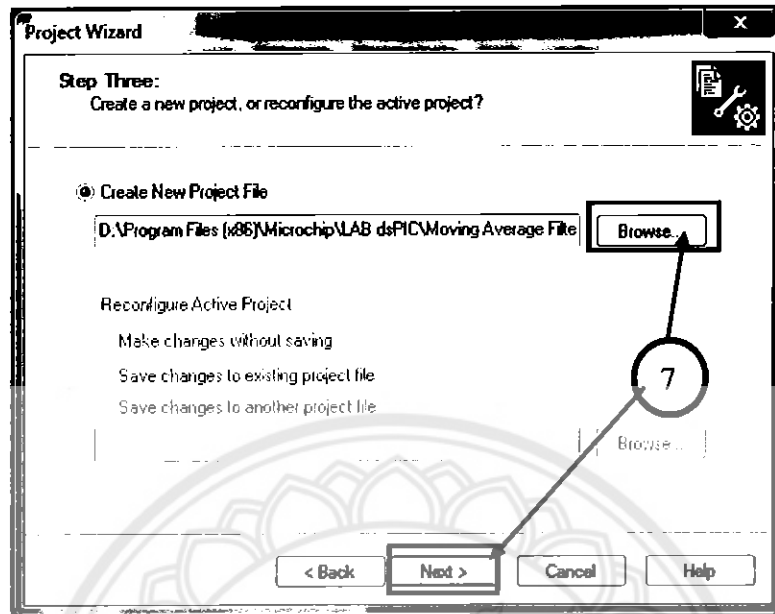 Project Wizard
X
Step Three:
Create a new project, or reconfigure the active project?
Create New Project File
D:\Program Files (x86)\Microchip\LAB dsPIC\Moving Average Filte
Browse...
Reconfigure Active Project
Make changes without saving
Save changes to existing project file
Save changes to another project file
7
Browse...
< Back
Next >
Cancel
Help